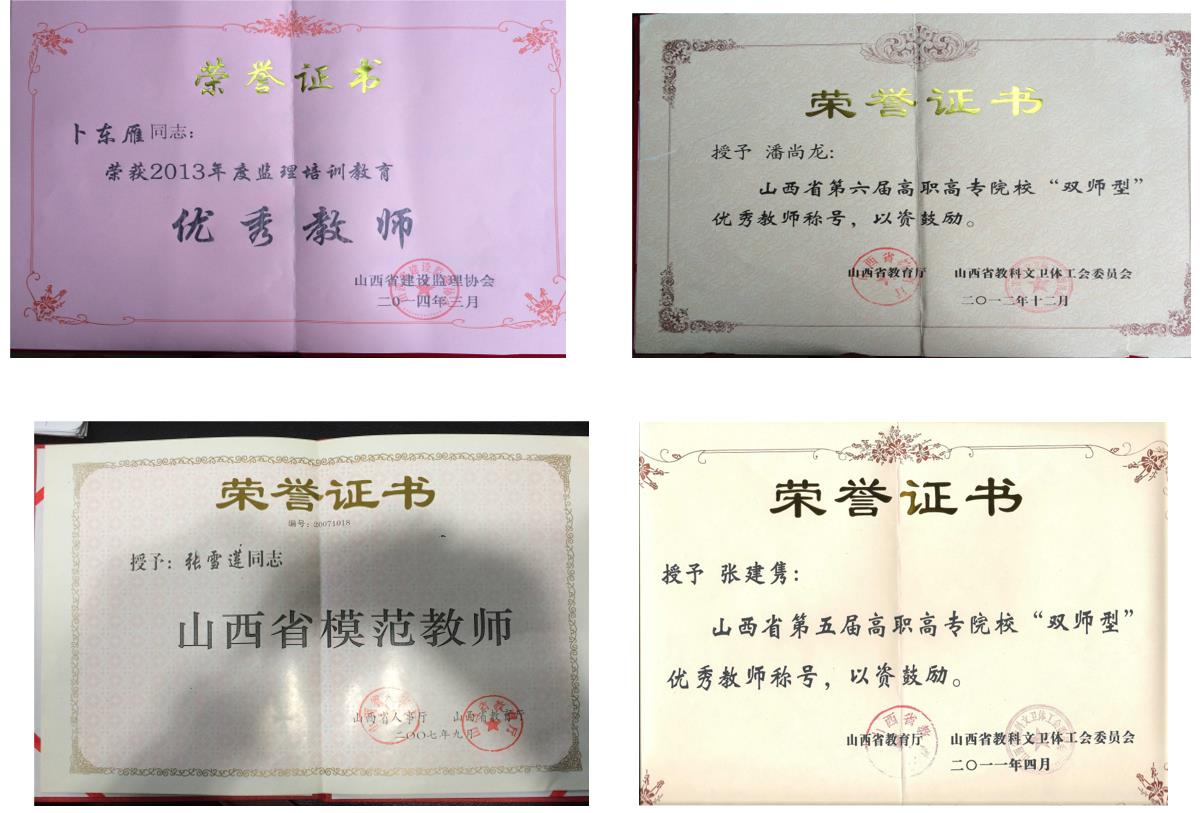 荣誉证书
卜东雁同志：
荣获2013年度监理培训教育
优秀教师
山西省建设监理协会
二〇一四年三月
荣誉证书
授予 潘尚龙：
山西省第六届高职高专院校“双师型”
优秀教师称号，以资鼓励。
山西省教育厅 山西省教科文卫体工会委员会
二〇一二年十二月
荣誉证书
编号：20071018
授予：张雪莲同志
山西省模范教师
山西省人事厅 山西省教育厅
二〇〇七年九月
荣誉证书
授予 张建隽：
山西省第五届高职高专院校“双师型”
优秀教师称号，以资鼓励。
山西省教育厅 山西省教科文卫体工会委员会
二〇一一年四月